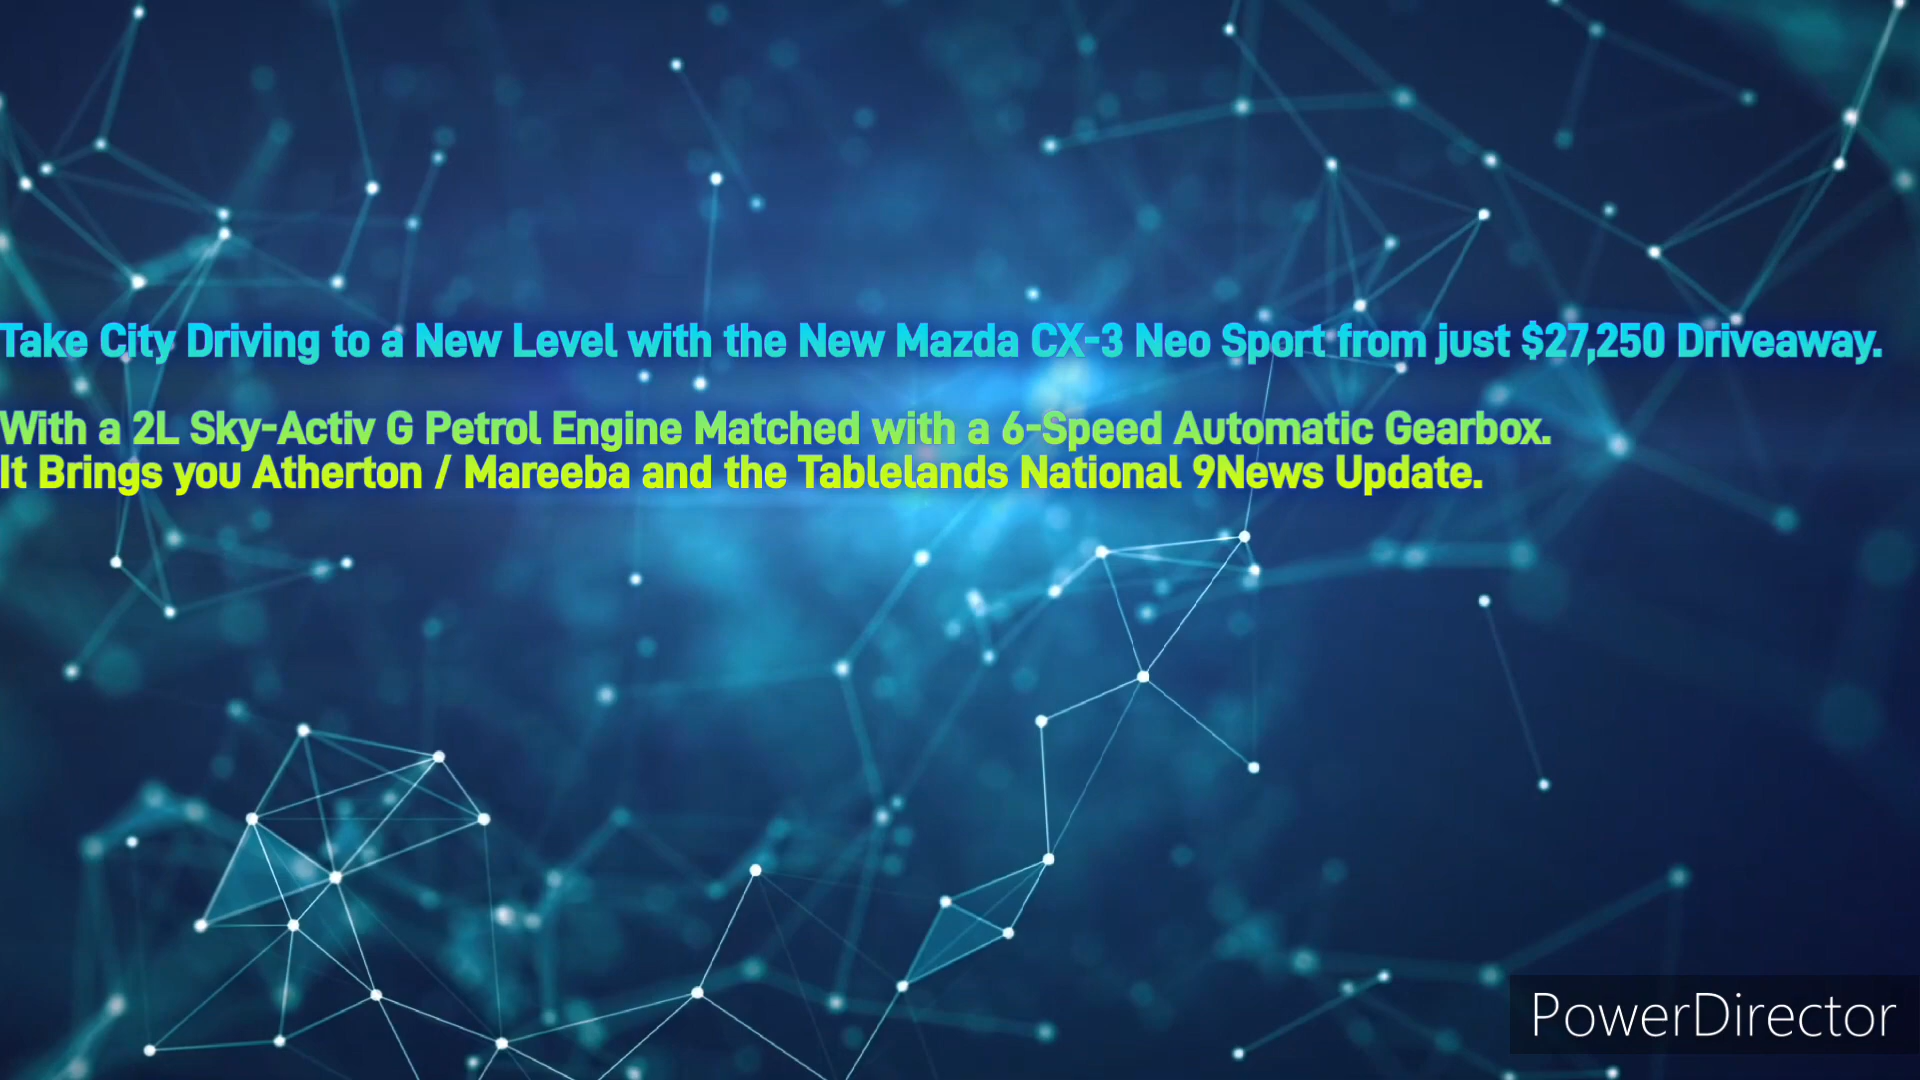 Take City Driving to a New Level with the New Mazda CX-3 Neo Sport from just $27,250 Driveaway.
With a 2L Sky-Activ G Petrol Engine Matched with a 6-Speed Automatic Gearbox.
It Brings you Atherton / Mareeba and the Tablelands National 9News Update.
PowerDirector